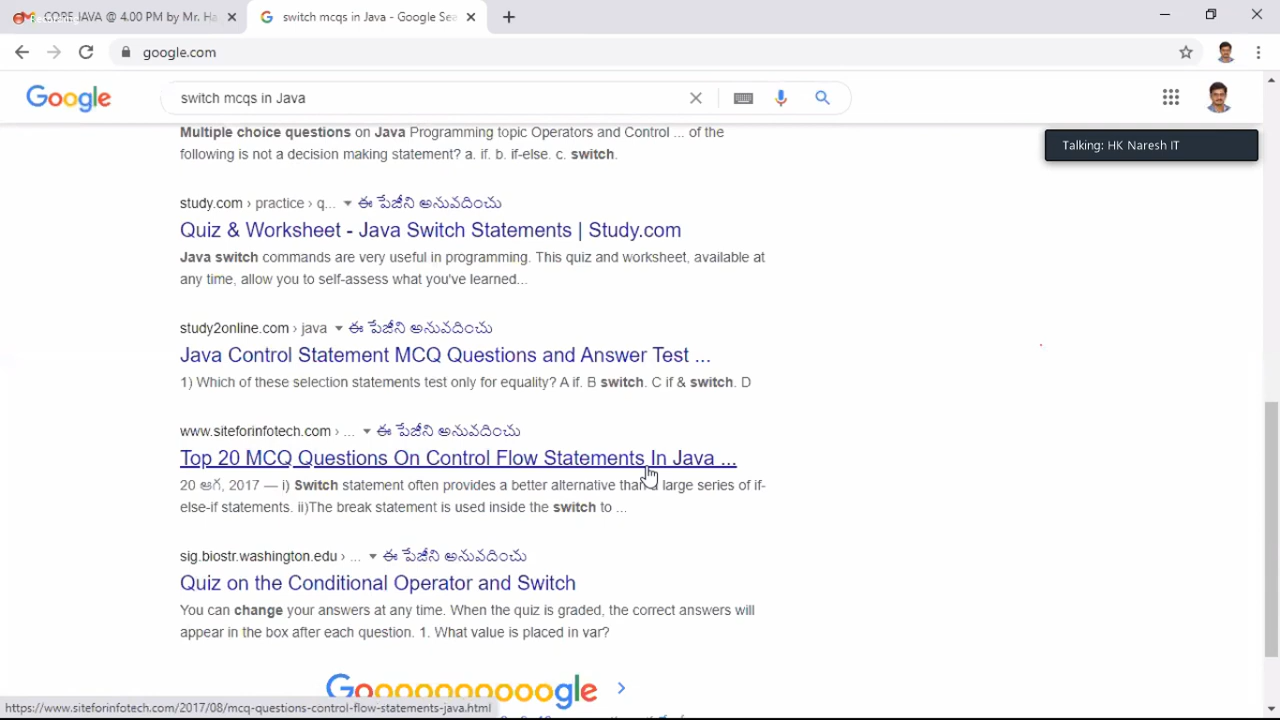 CORE JAVA @ 4.00 PM by Mr. Ha
switch mcqs in Java - Google Sea
google.com
Google
switch mcqs in Java
Talking: HK Naresh IT
Multiple choice questions on Java Programming topic Operators and Control ... of the
following is not a decision making statement? a. if. b. if-else. c. switch.
study.com › practice › q... ఈ పేజీని అనువదించు
Quiz & Worksheet - Java Switch Statements | Study.com
Java switch commands are very useful in programming. This quiz and worksheet, available at
any time, allow you to self-assess what you've learned...
study2online.com › java ఈ పేజీని అనువదించు
Java Control Statement MCQ Questions and Answer Test ...
1) Which of these selection statements test only for equality? A if. B switch. C if & switch. D
www.siteforinfotech.com › ... ఈ పేజీని అనువదించు
Top 20 MCQ Questions On Control Flow Statements In Java ...
20 ఆగ, 2017 — i) Switch statement often provides a better alternative than a large series of if-
else-if statements. ii)The break statement is used inside the switch to ...
sig.biostr.washington.edu › ... ఈ పేజీని అనువదించు
Quiz on the Conditional Operator and Switch
You can change your answers at any time. When the quiz is graded, the correct answers will
appear in the box after each question. 1. What value is placed in var?
Goooooooooogle
https://www.siteforinfotech.com/2017/08/mcq-questions-control-flow-statements-java.html